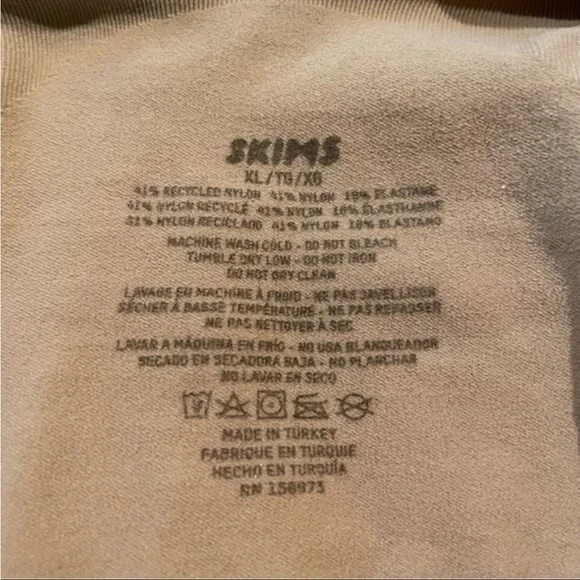 SKIMS
XL/TG/XG
41% RECYCLED NYLON 41% NYLON 18% ELASTANE
41% NYLON RECYCLÉ 41% NYLON 18% ELASTHANNE
41% NYLON RECICLADO 41% NYLON 18% ELASTANO
MACHINE WASH COLD - DO NOT BLEACH
TUMBLE DRY LOW - DO NOT IRON
DO NOT DRY CLEAN
LAVAGE EN MACHINE À FROID - NE PAS JAVELLISER
SÉCHER À BASSE TEMPÉRATURE - NE PAS REPASSER
NE PAS NETTOYER À SEC
LAVAR A MÁQUINA EN FRÍO - NO USA BLANQUEADOR
SECADO EN SECADORA BAJA - NO PLANCHAR
NO LAVAR EN SECO
MADE IN TURKEY
FABRIQUE EN TURQUIE
HECHO EN TURQUÍA
RN 158973